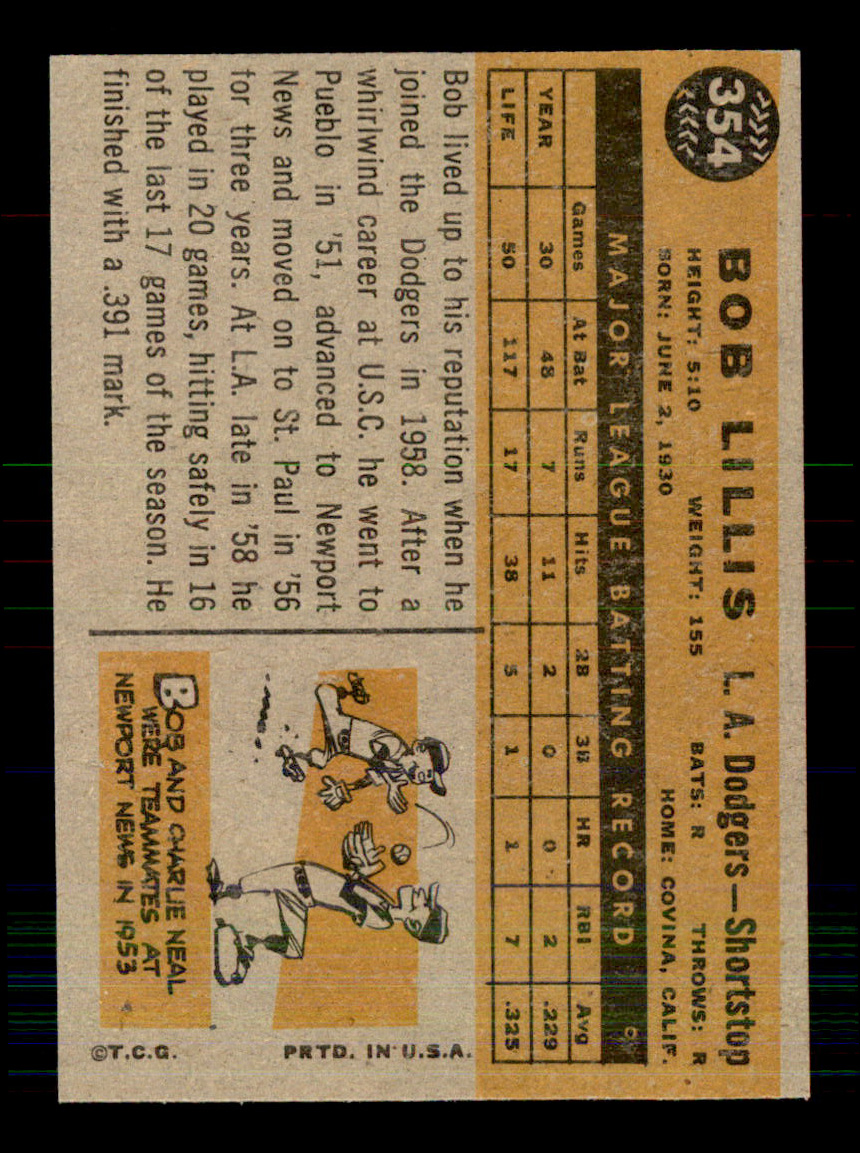 354
BOB LILLIS L. A. Dodgers—Shortstop
HEIGHT: 5:10 WEIGHT: 155 BATS: R THROWS: R
BORN: JUNE 2, 1930 HOME: COVINA, CALIF.
MAJOR LEAGUE BATTING RECORD
Games At Bat Runs Hits 2B 3B HR RBI Avg
YEAR 30 48 7 11 2 0 0 2 .229
LIFE 50 117 17 38 5 1 1 7 .325
Bob lived up to his reputation when he
joined the Dodgers in 1958. After a
whirlwind career at U.S.C. he went to
Pueblo in '51, advanced to Newport
News and moved on to St. Paul in '56
for three years. At L.A. late in '58 he
played in 20 games, hitting safely in 16
of the last 17 games of the season. He
finished with a .391 mark.
BOB AND CHARLIE NEAL
WERE TEAMMATES AT
NEWPORT NEWS IN 1953
PRTD. IN U.S.A.
©T.C.G.